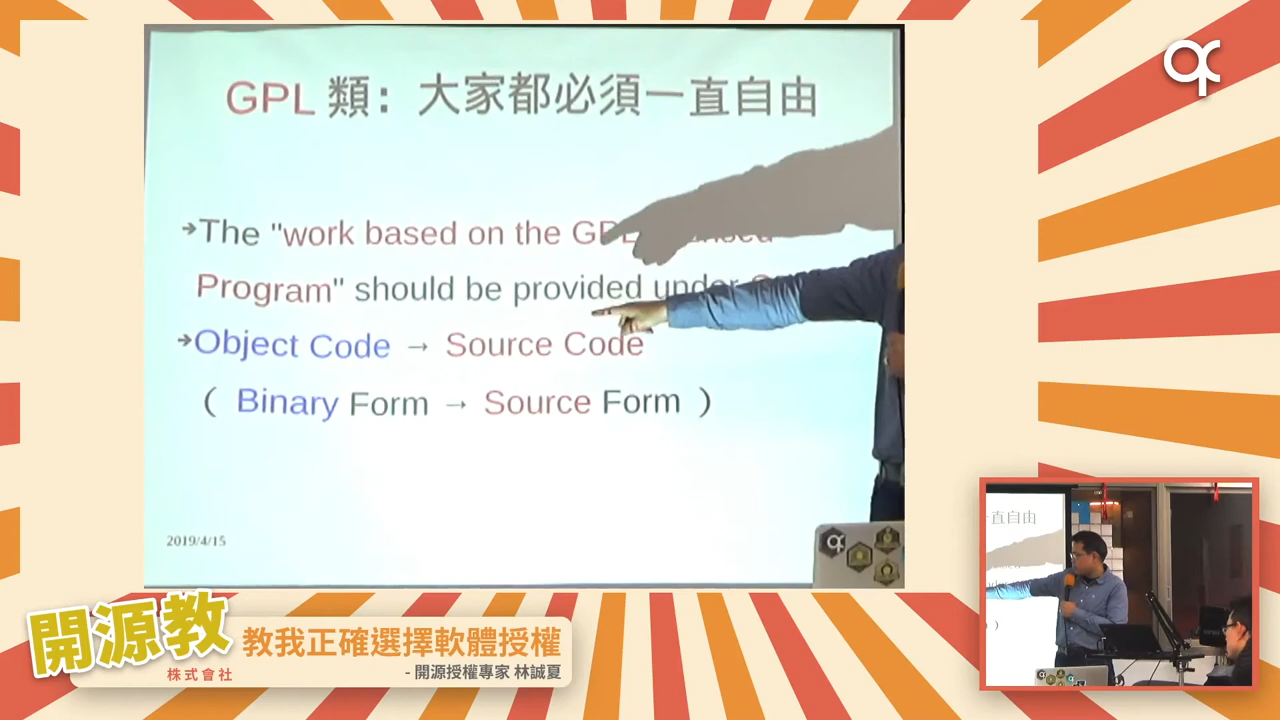 GPL 類： 大家都必須一直自由
➔The "work based on the GPL
Program" should be provided under
➔Object Code → Source Code
( Binary Form → Source Form )
2019/4/15
開源教
株式會社
教我正確選擇軟體授權
- 開源授權專家 林誠夏
一直自由
)